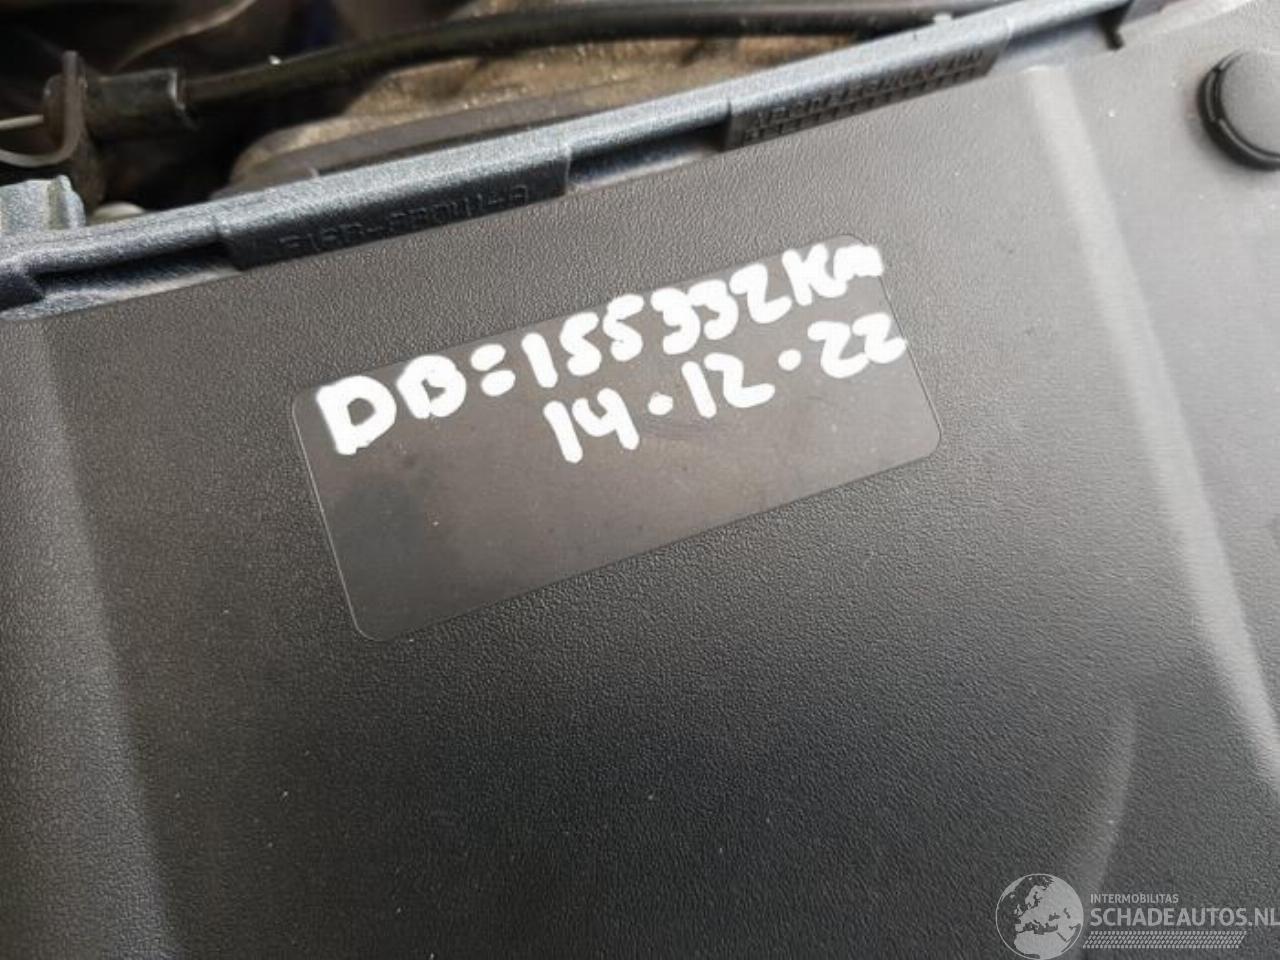 DB=155332Km
14.12.22
INTERMOBILITAS
SCHADEAUTOS.NL